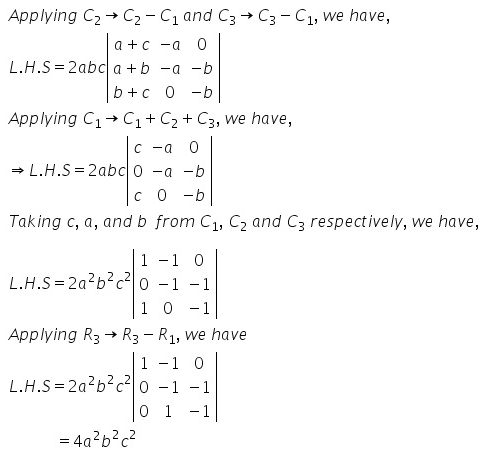 Applying C₂ → C₂ − C₁ and C₃ → C₃ − C₁, we have,
L.H.S = 2abc | a + c −a 0 |
| a + b −a −b |
| b + c 0 −b |
Applying C₁ → C₁ + C₂ + C₃, we have,
⇒ L.H.S = 2abc | c −a 0 |
| 0 −a −b |
| c 0 −b |
Taking c, a, and b from C₁, C₂ and C₃ respectively, we have,
L.H.S = 2a²b²c² | 1 −1 0 |
| 0 −1 −1 |
| 1 0 −1 |
Applying R₃ → R₃ − R₁, we have
L.H.S = 2a²b²c² | 1 −1 0 |
| 0 −1 −1 |
| 0 1 −1 |
= 4a²b²c²